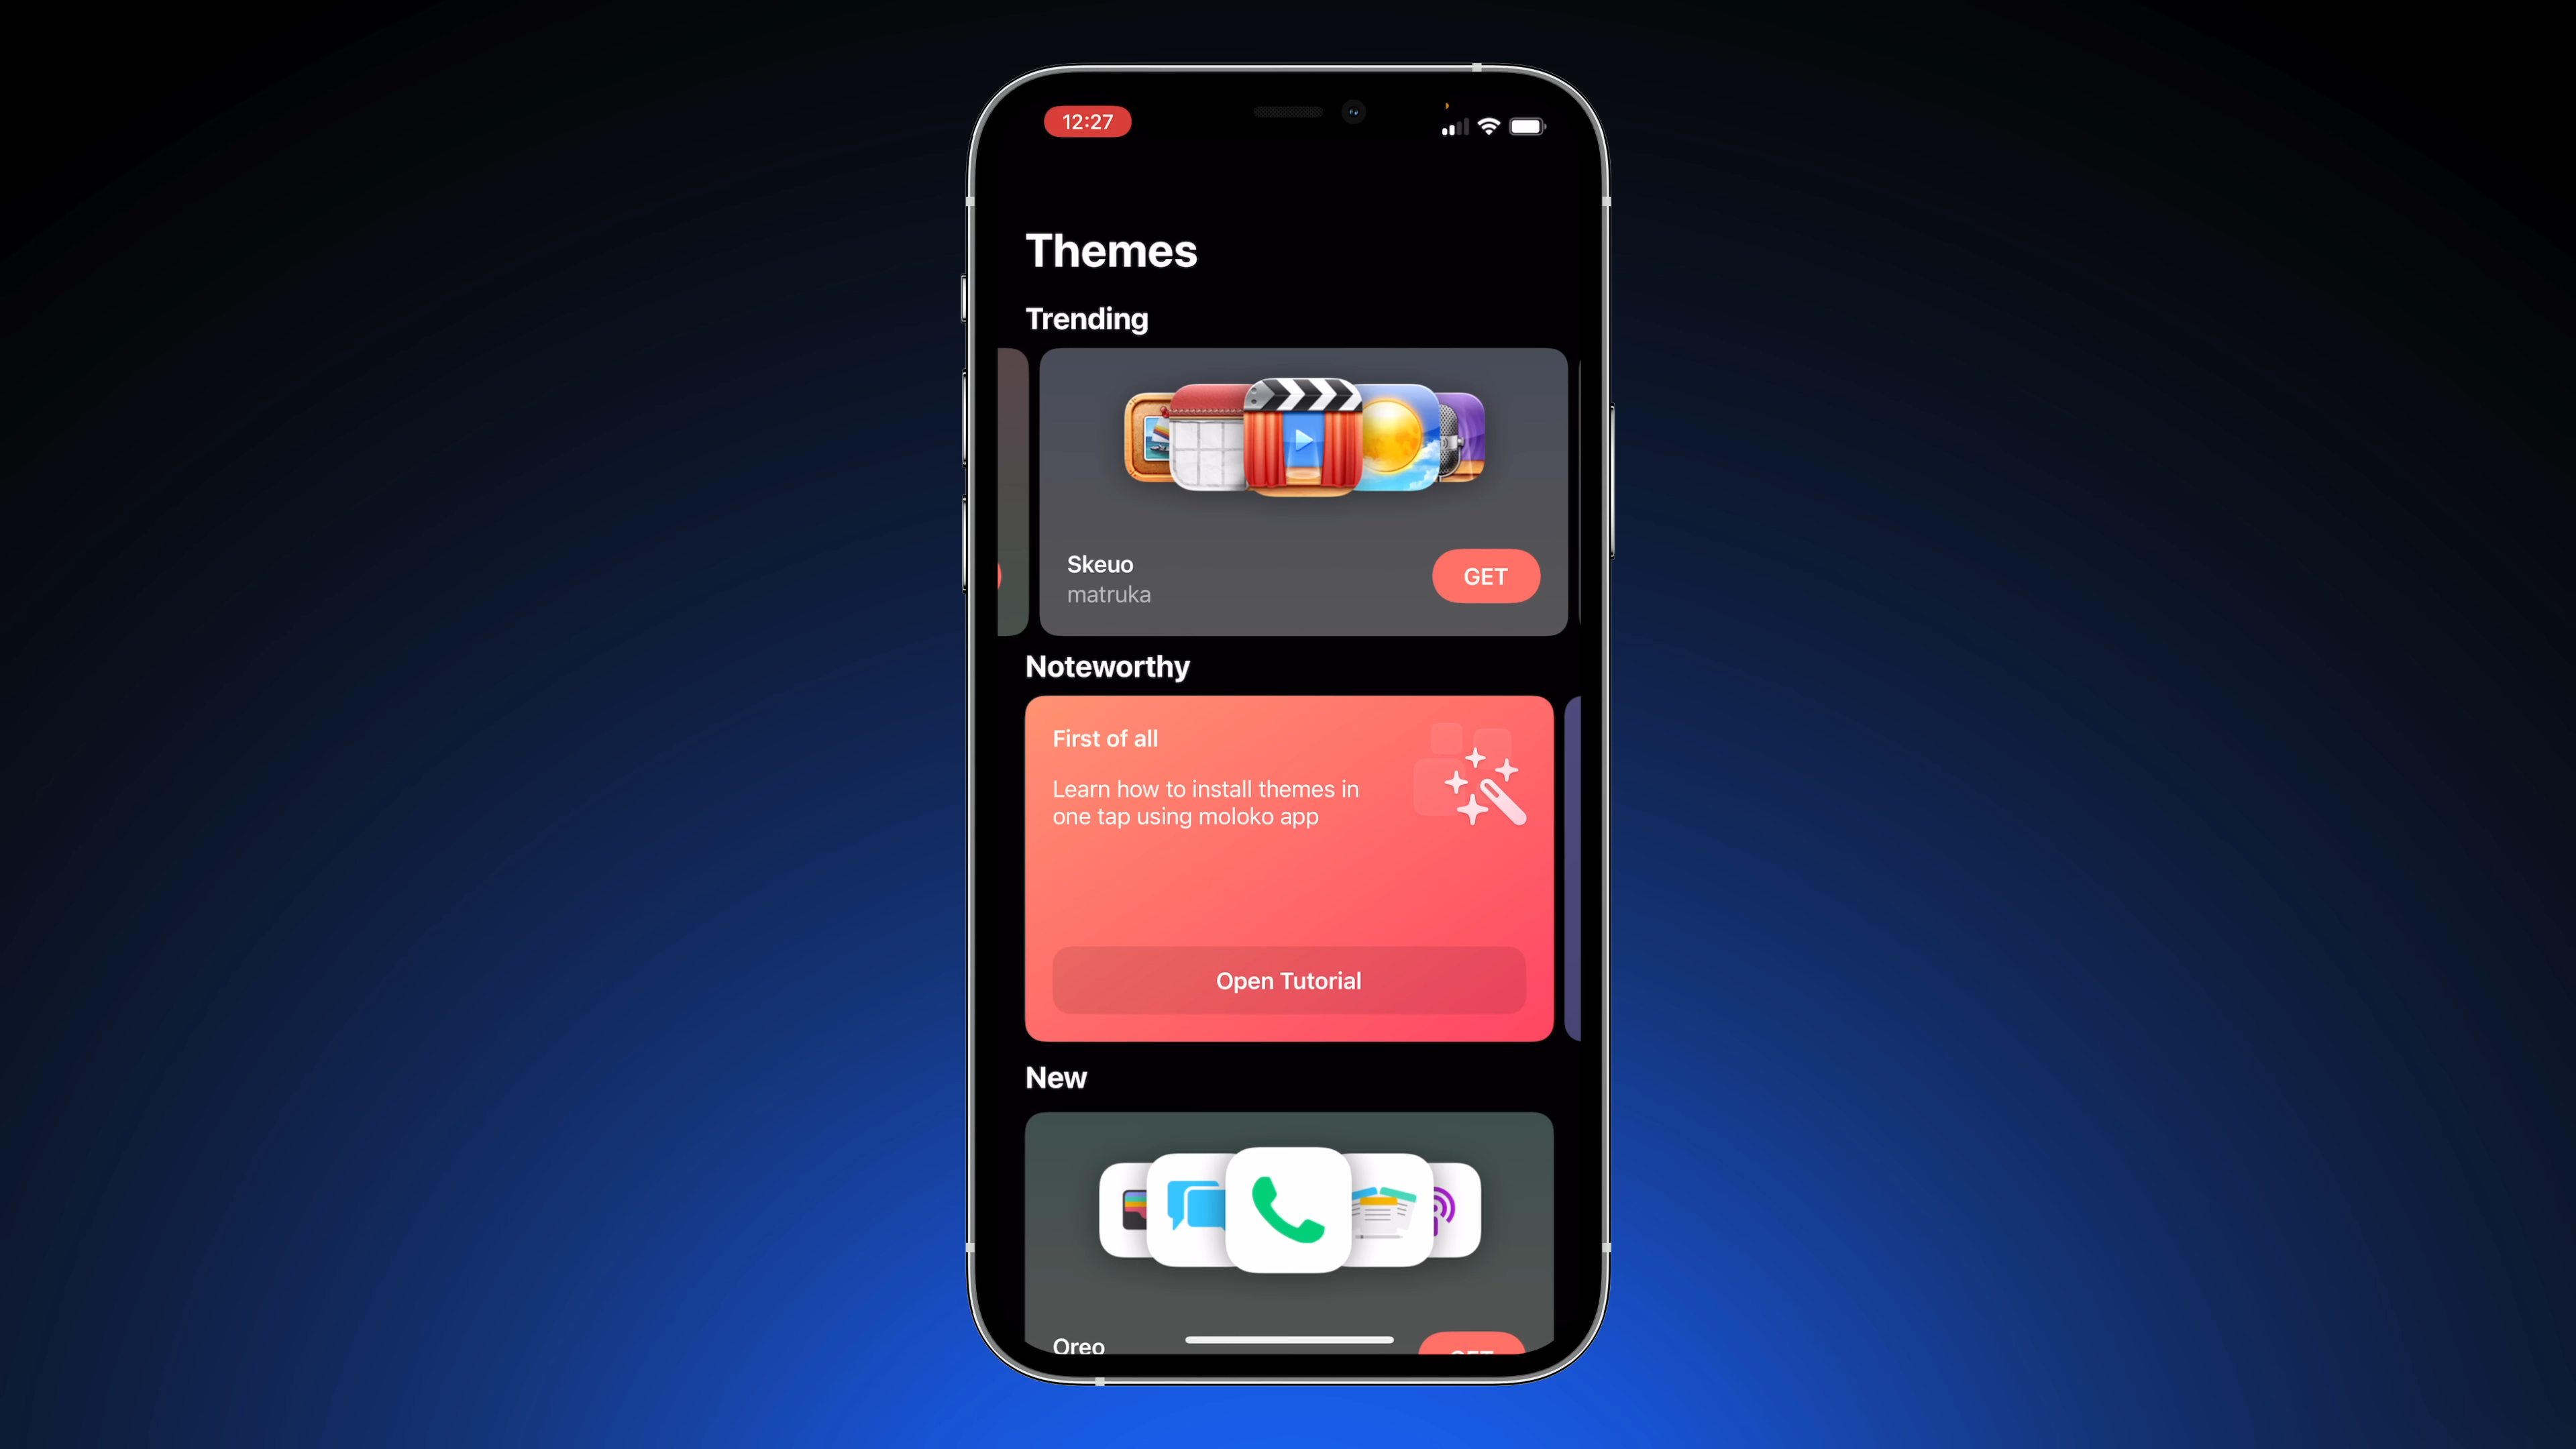 12:27
Themes
Trending
Skeuo
matruka
GET
Noteworthy
First of all
Learn how to install themes in
one tap using moloko app
Open Tutorial
New
Oreo
GET